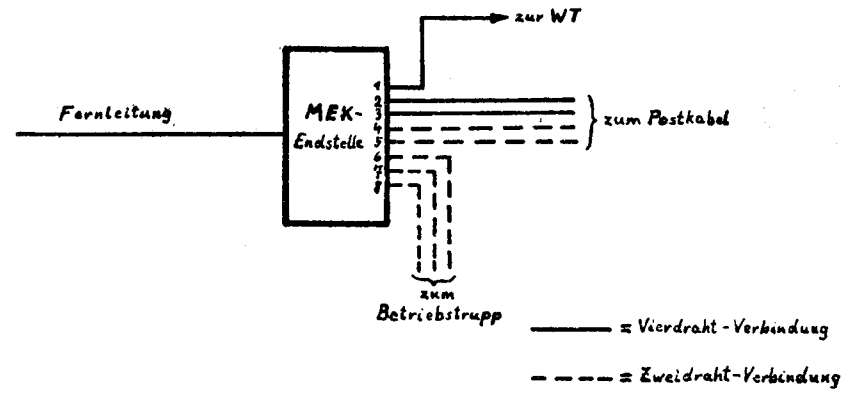 zur WT
Fernleitung
MEK-
Endstelle
1
2
3
4
5
6
7
8
zum Postkabel
zum
Betriebstrupp
= Vierdraht-Verbindung
= Zweidraht-Verbindung